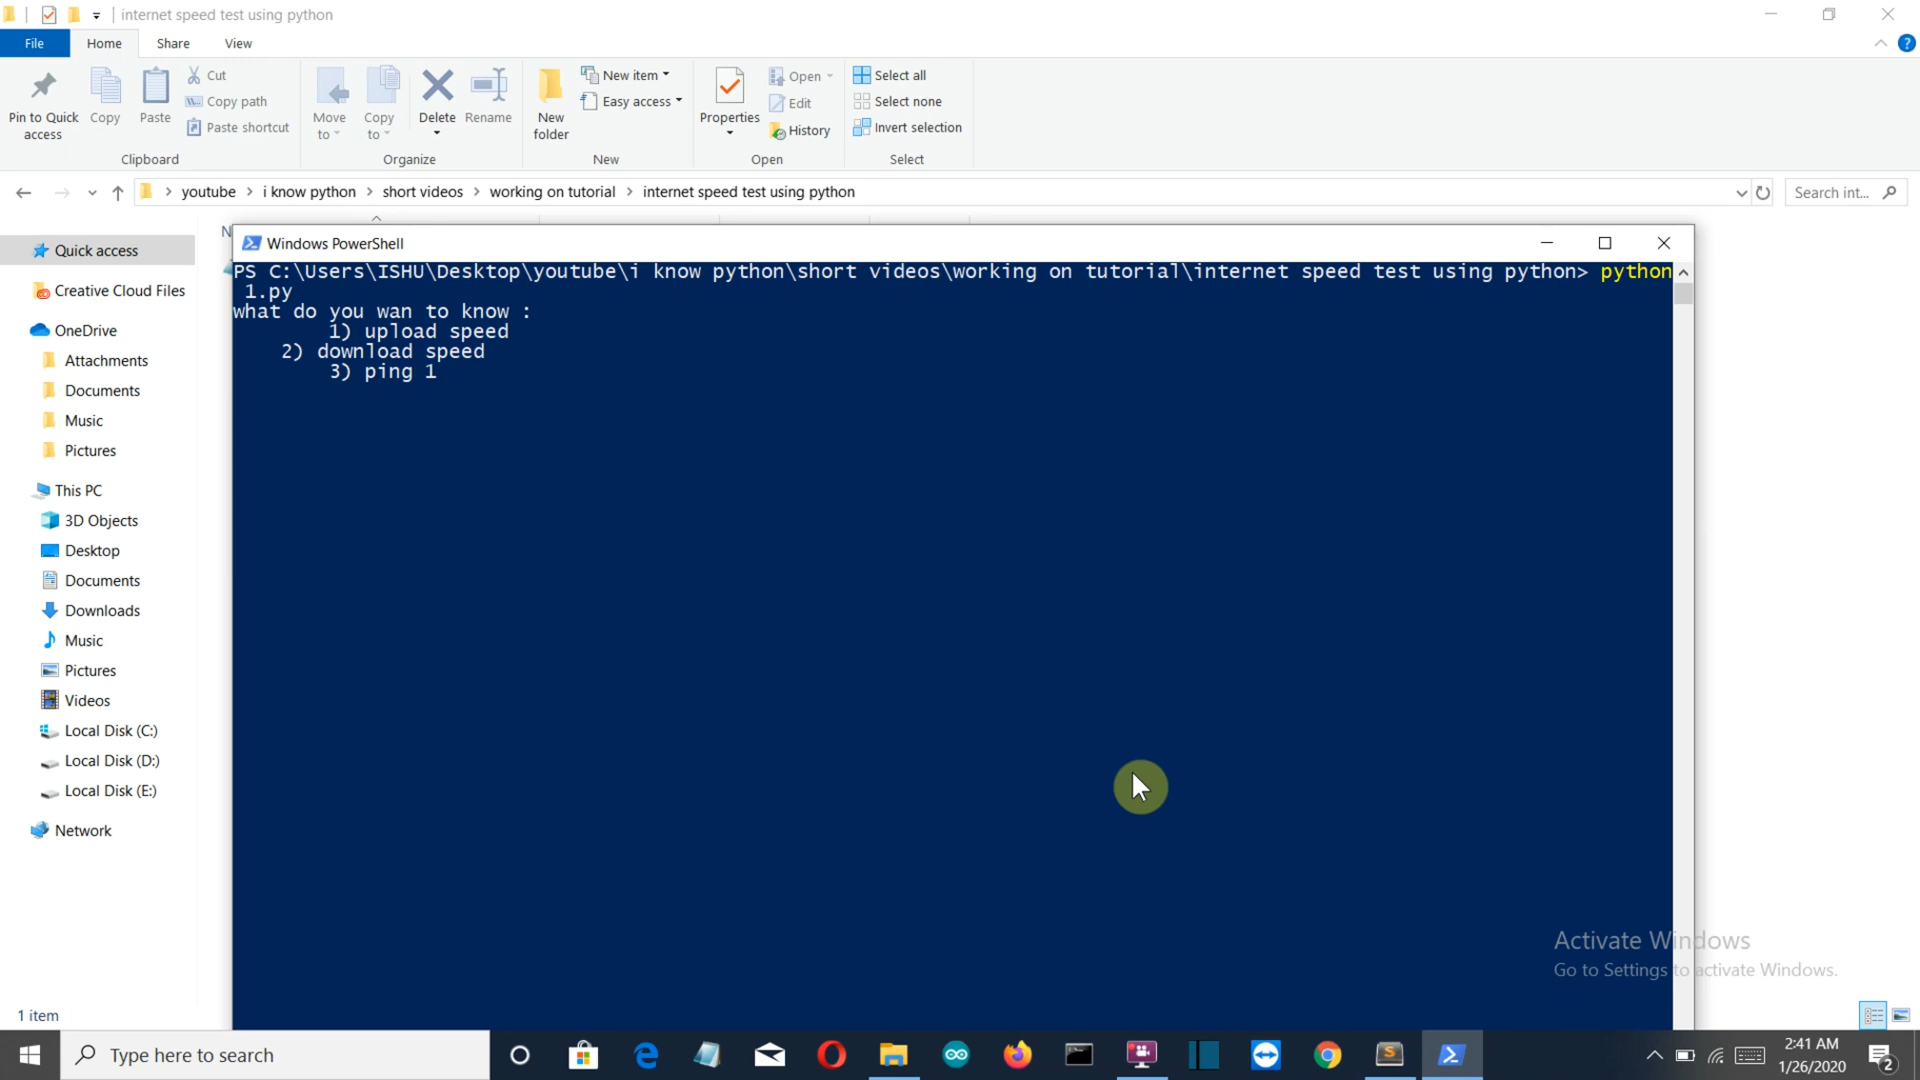 internet speed test using python
File Home Share View
Pin to Quick access
Copy
Paste
Cut
Copy path
Paste shortcut
Clipboard
Move to
Copy to
Delete
Rename
Organize
New folder
New item
Easy access
New
Properties
Open
Edit
History
Open
Select all
Select none
Invert selection
Select
youtube > i know python > short videos > working on tutorial > internet speed test using python
Search int...
Quick access
Creative Cloud Files
OneDrive
Attachments
Documents
Music
Pictures
This PC
3D Objects
Desktop
Documents
Downloads
Music
Pictures
Videos
Local Disk (C:)
Local Disk (D:)
Local Disk (E:)
Network
1 item
N
Windows PowerShell
PS C:\Users\ISHU\Desktop\youtube\i know python\short videos\working on tutorial\internet speed test using python> python
1.py
what do you wan to know :
1) upload speed
2) download speed
3) ping 1
Activate Windows
Go to Settings to activate Windows.
Type here to search
2:41 AM
1/26/2020
2